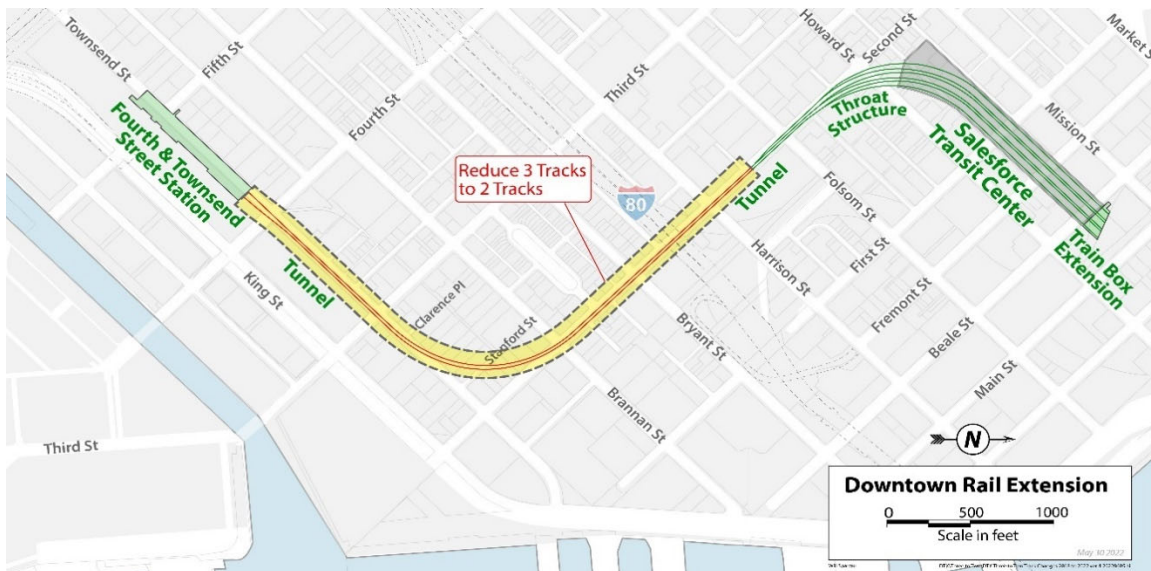 Townsend St
Fifth St
Fourth St
Third St
Howard St
Second St
Market St
Mission St
Fourth & Townsend
Street Station
Throat
Structure
Salesforce
Transit Center
Train Box
Extension
Reduce 3 Tracks
to 2 Tracks
80
Tunnel
Folsom St
First St
Harrison St
Fremont St
Beale St
Main St
King St
Tunnel
Clarence Pl
Stanford St
Bryant St
Brannan St
Third St
N
Downtown Rail Extension
0 500 1000
Scale in feet
May 10 2022